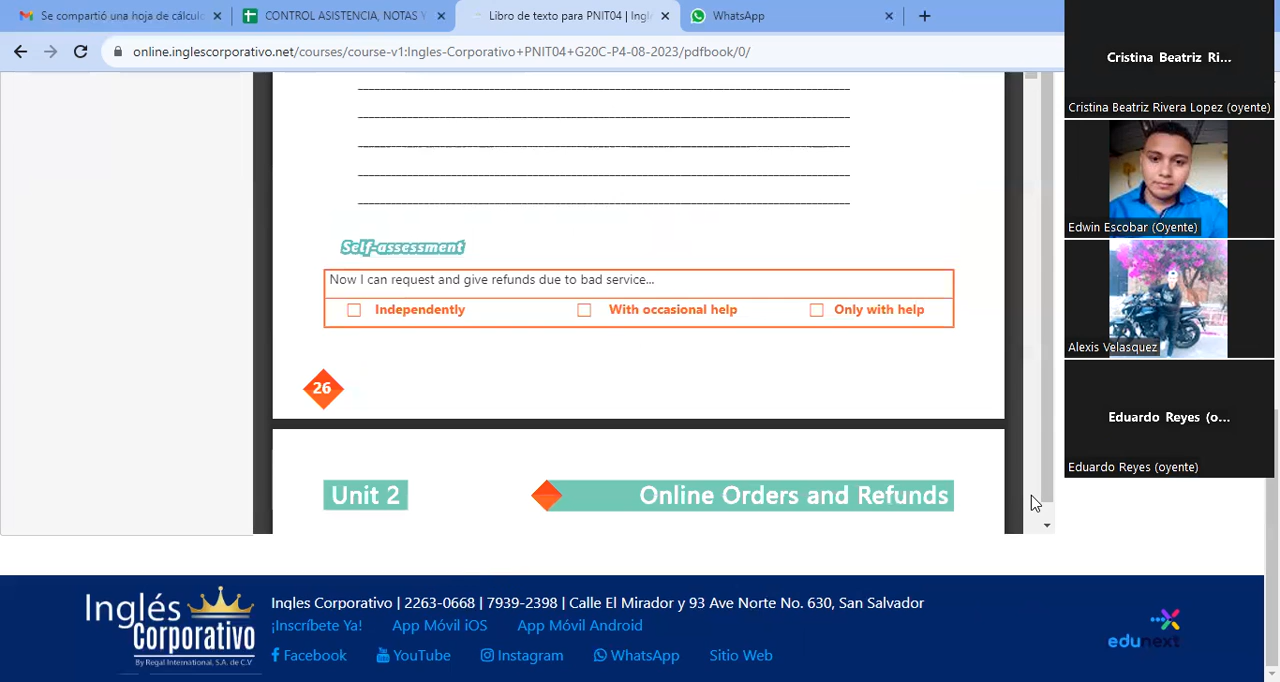 Se compartió una hoja de cálcul
CONTROL ASISTENCIA, NOTAS Y
Libro de texto para PNIT04 | Ingl
WhatsApp
online.inglescorporativo.net/courses/course-v1:Ingles-Corporativo+PNIT04+G20C-P4-08-2023/pdfbook/0/
Cristina Beatriz Ri...
Cristina Beatriz Rivera Lopez (oyente)
Edwin Escobar (Oyente)
Alexis Velasquez
Eduardo Reyes (o...
Eduardo Reyes (oyente)
Self-assessment
Now I can request and give refunds due to bad service...
Independently
With occasional help
Only with help
26
Unit 2
Online Orders and Refunds
Inglés Corporativo
By Regal International, S.A. de C.V
Ingles Corporativo | 2263-0668 | 7939-2398 | Calle El Mirador y 93 Ave Norte No. 630, San Salvador
¡Inscríbete Ya! App Móvil iOS App Móvil Android
Facebook YouTube Instagram WhatsApp Sitio Web
edunext